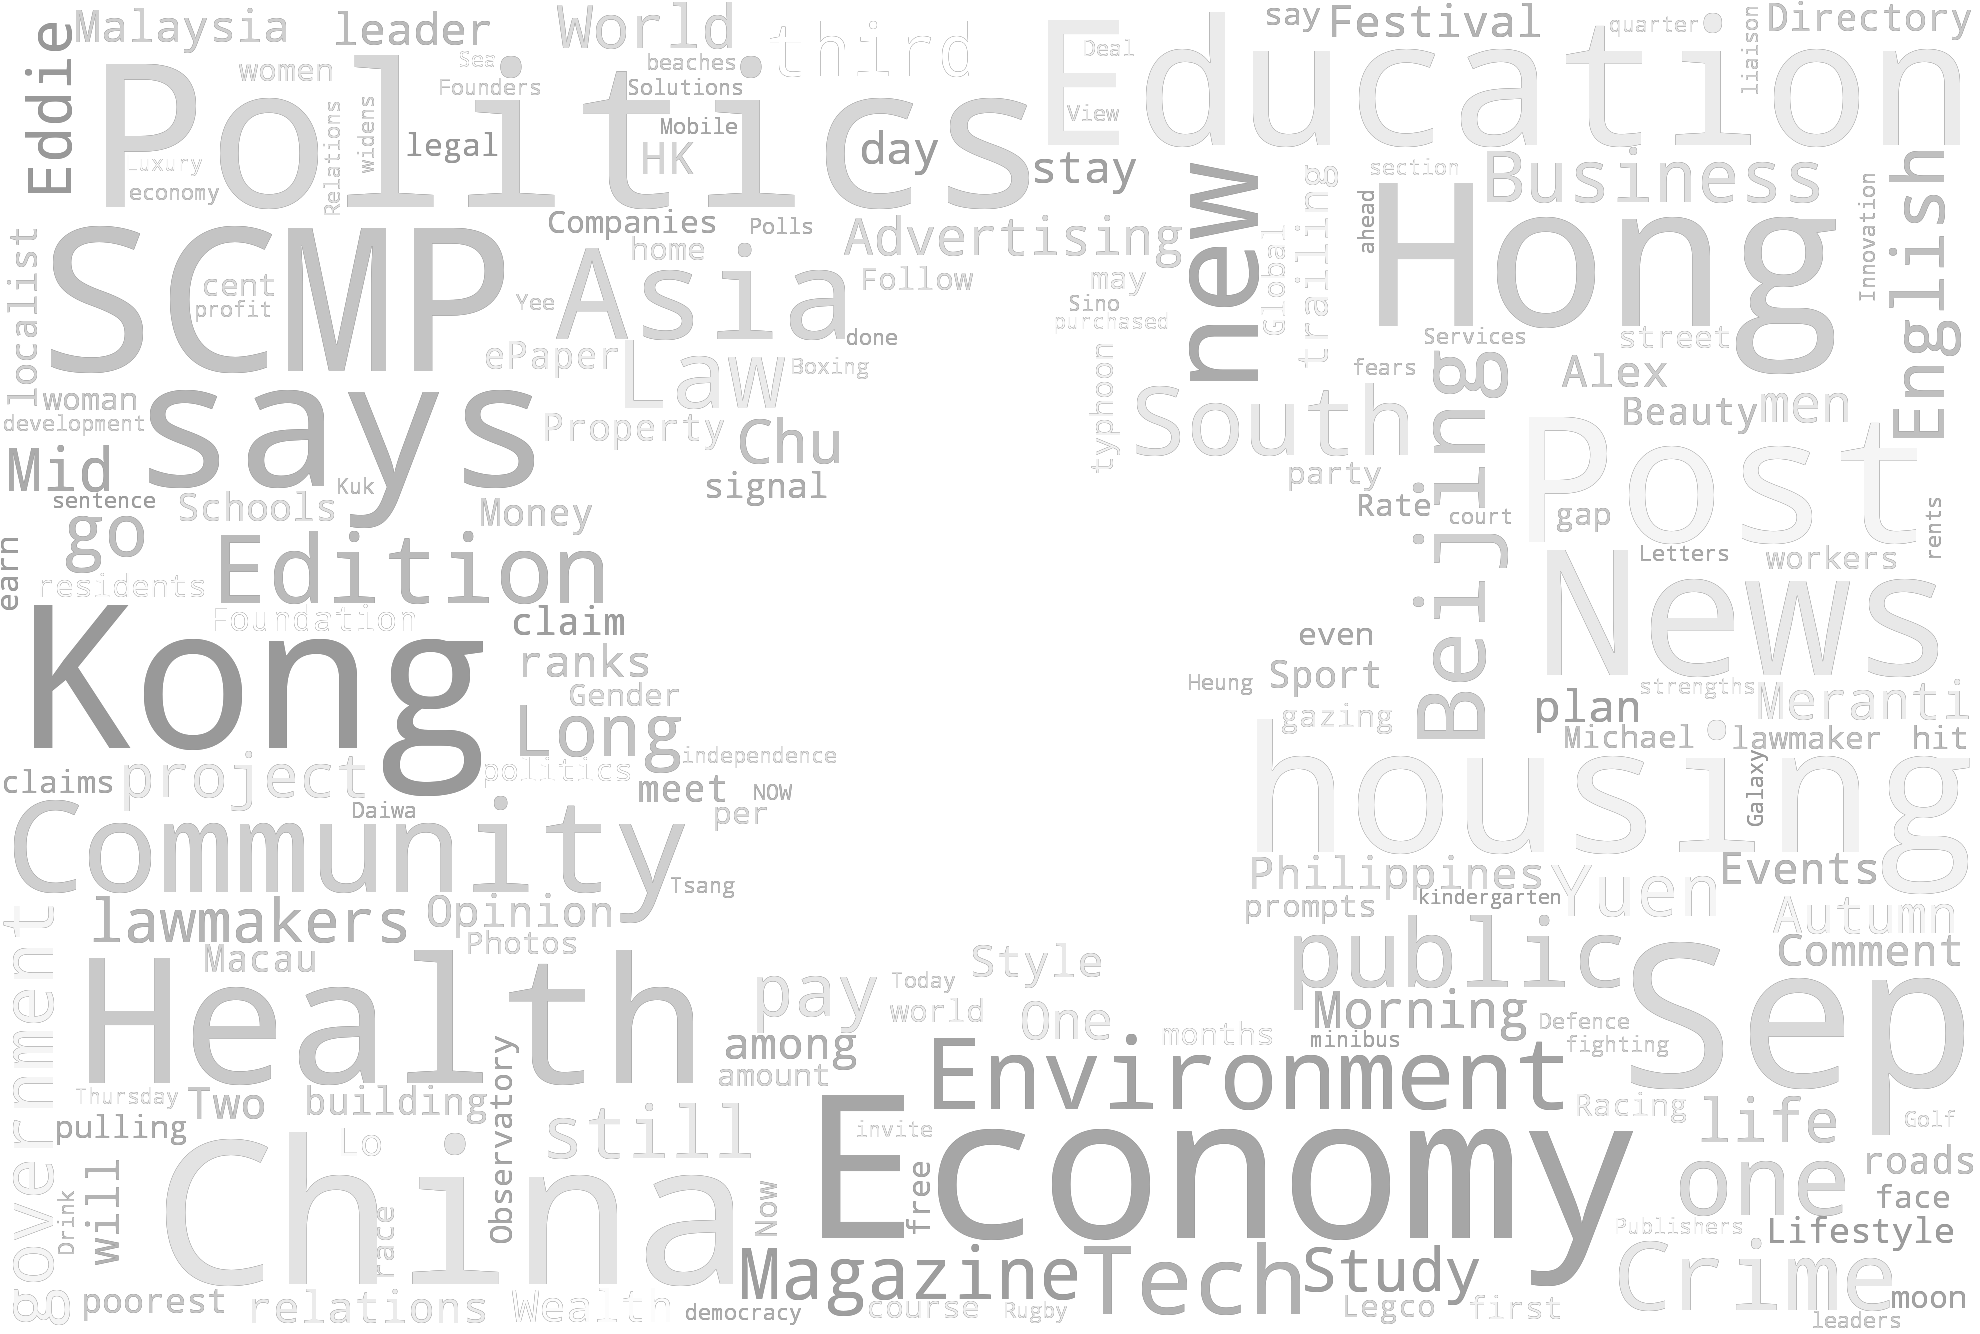 Malaysia
leader
World
third
say
Festival
quarter
Directory
Eddie
women
Sea
Founders
beaches
Solutions
Deal
Education
liaison
Politics
Relations
widens
legal
Mobile
HK
day
View
stay
Luxury
economy
new
section
Business
Hong
English
SCMP
localist
Companies
home
Polls
Advertising
Asia
Follow
may
Global
trailing
ahead
Innovation
cent
profit
Yee
Sino
purchased
done
Services
street
ePaper
Law
Boxing
typhoon
fears
Alex
says
woman
development
Property
Chu
South
Beijing
Beauty
men
Post
Mid
sentence
Kuk
signal
party
Schools
Money
Rate
court
gap
rents
go
earn
Edition
Letters
workers
residents
Foundation
claim
News
Kong
ranks
even
Gender
Heung
Sport
strengths
Long
gazing
plan
Meranti
independence
Michael
lawmaker
hit
claims
project
politics
meet
NOW
housing
Galaxy
Daiwa
per
Community
Tsang
Philippines
kindergarten
Yuen
Events
lawmakers
Opinion
prompts
Autumn
government
Photos
Macau
Style
public
Comment
Health
pay
Today
world
One
Morning
Sep
months
minibus
Defence
fighting
among
amount
Environment
Thursday
Two
building
Observatory
still
Economy
invite
Racing
life
Golf
pulling
Lo
China
will
free
one
roads
Drink
race
Now
face
Publishers
Lifestyle
Magazine
Tech
Study
Crime
poorest
relations
Wealth
democracy
course
Rugby
Legco
first
moon
leaders